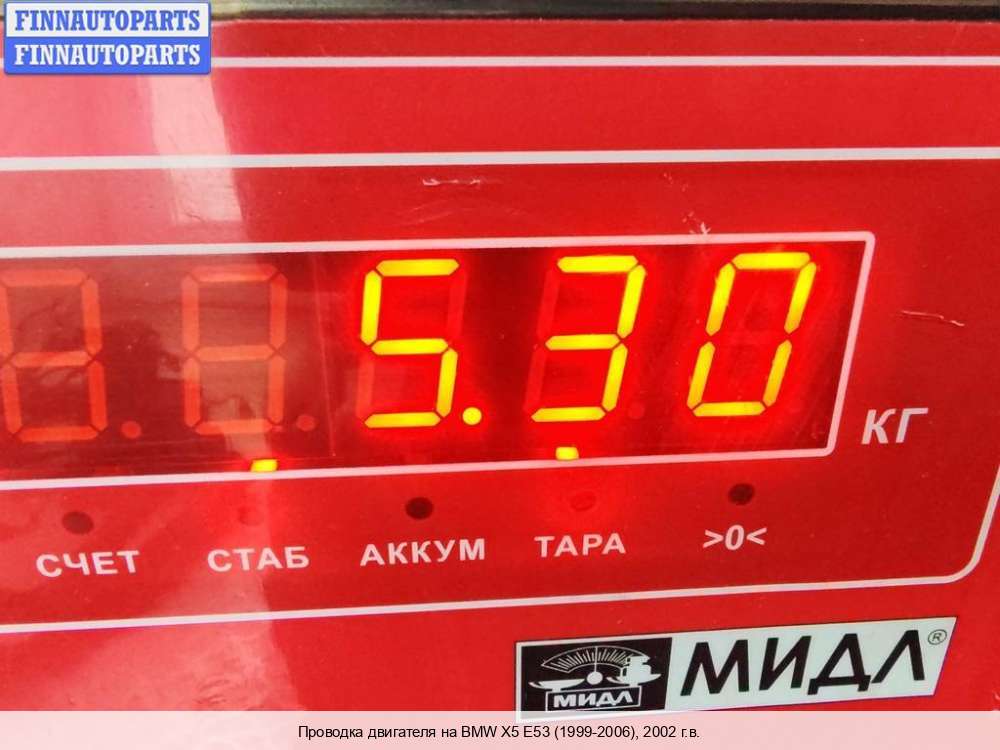 FINNAUTOPARTS
FINNAUTOPARTS
5.30
КГ
СЧЕТ СТАБ АККУМ ТАРА >0<
МИДЛ МИДЛ®
Проводка двигателя на BMW X5 E53 (1999-2006), 2002 г.в.